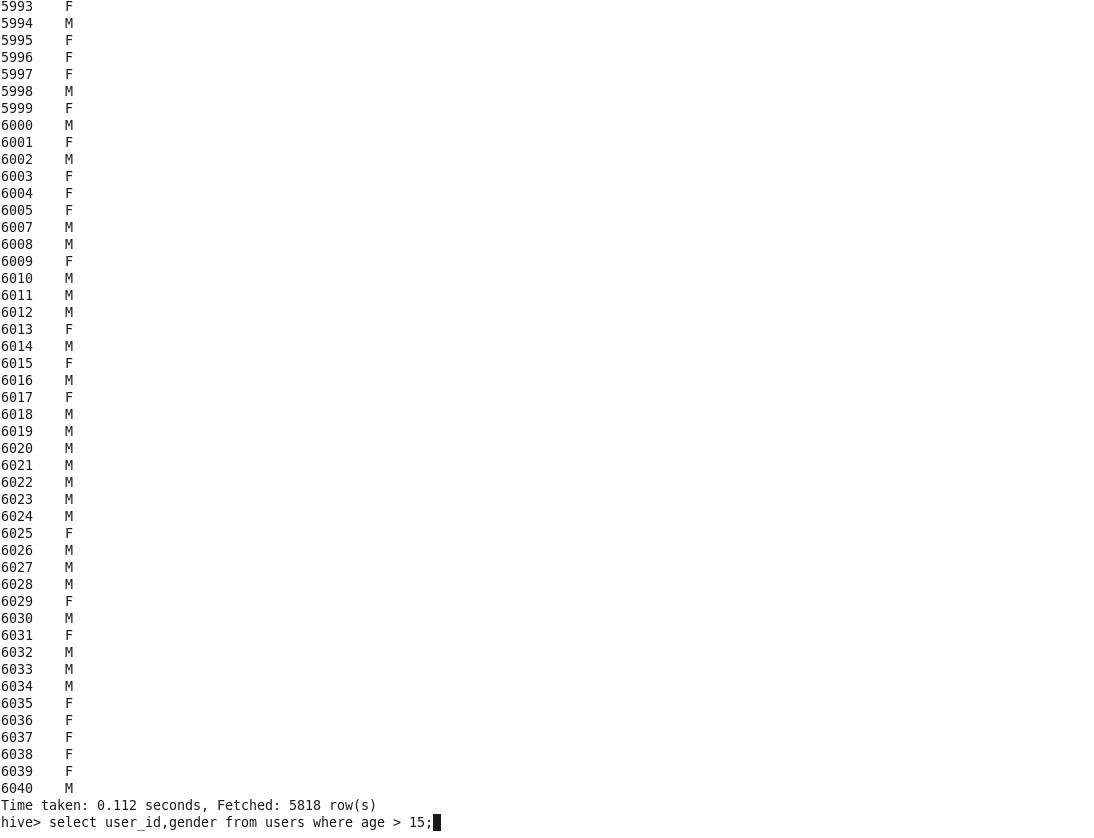 5993    F
5994    M
5995    F
5996    F
5997    F
5998    M
5999    F
6000    M
6001    F
6002    M
6003    F
6004    F
6005    F
6007    M
6008    M
6009    F
6010    M
6011    M
6012    M
6013    F
6014    M
6015    F
6016    M
6017    F
6018    M
6019    M
6020    M
6021    M
6022    M
6023    M
6024    M
6025    F
6026    M
6027    M
6028    M
6029    F
6030    M
6031    F
6032    M
6033    M
6034    M
6035    F
6036    F
6037    F
6038    F
6039    F
6040    M
Time taken: 0.112 seconds, Fetched: 5818 row(s)
hive> select user_id,gender from users where age > 15;